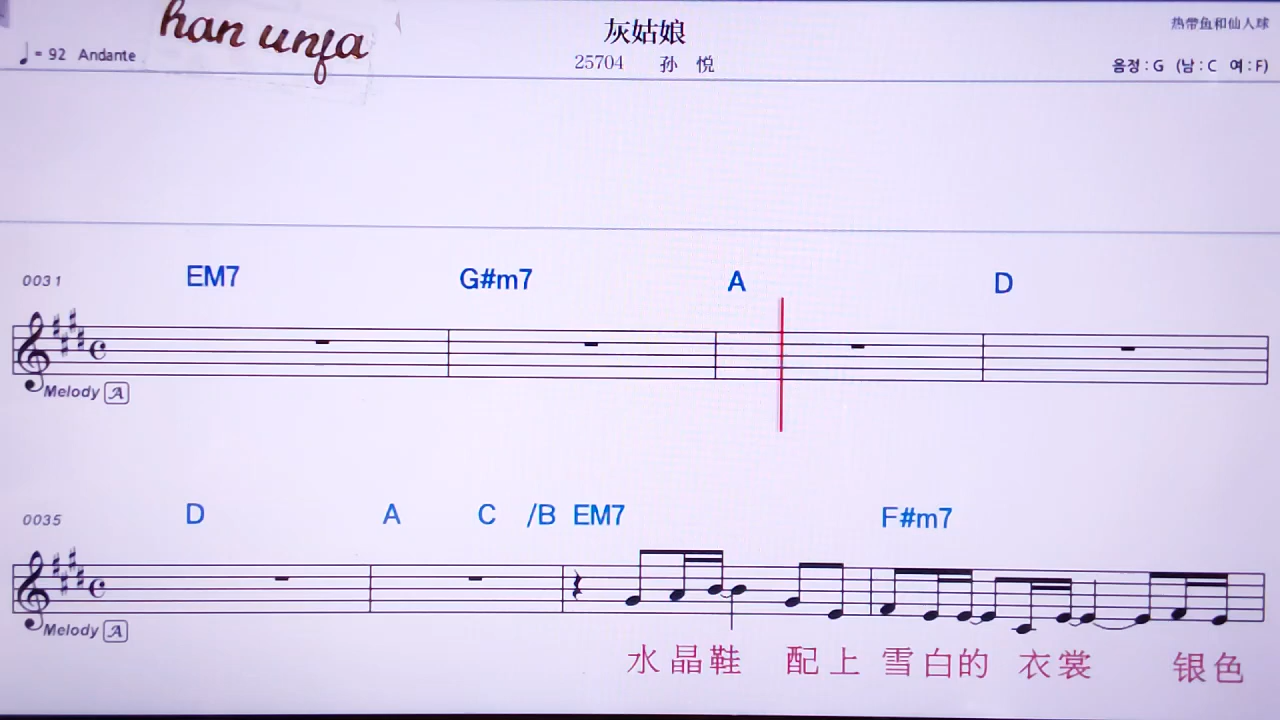 han unfa
灰姑娘
热带鱼和仙人球
♩= 92 Andante
25704 孙 悦
음정 : G (남 : C 여 : F)
0031 EM7 G#m7 A D
Melody A
0035 D A C /B EM7 F#m7
Melody A
水 晶 鞋 配 上 雪 白 的 衣 裳 银 色